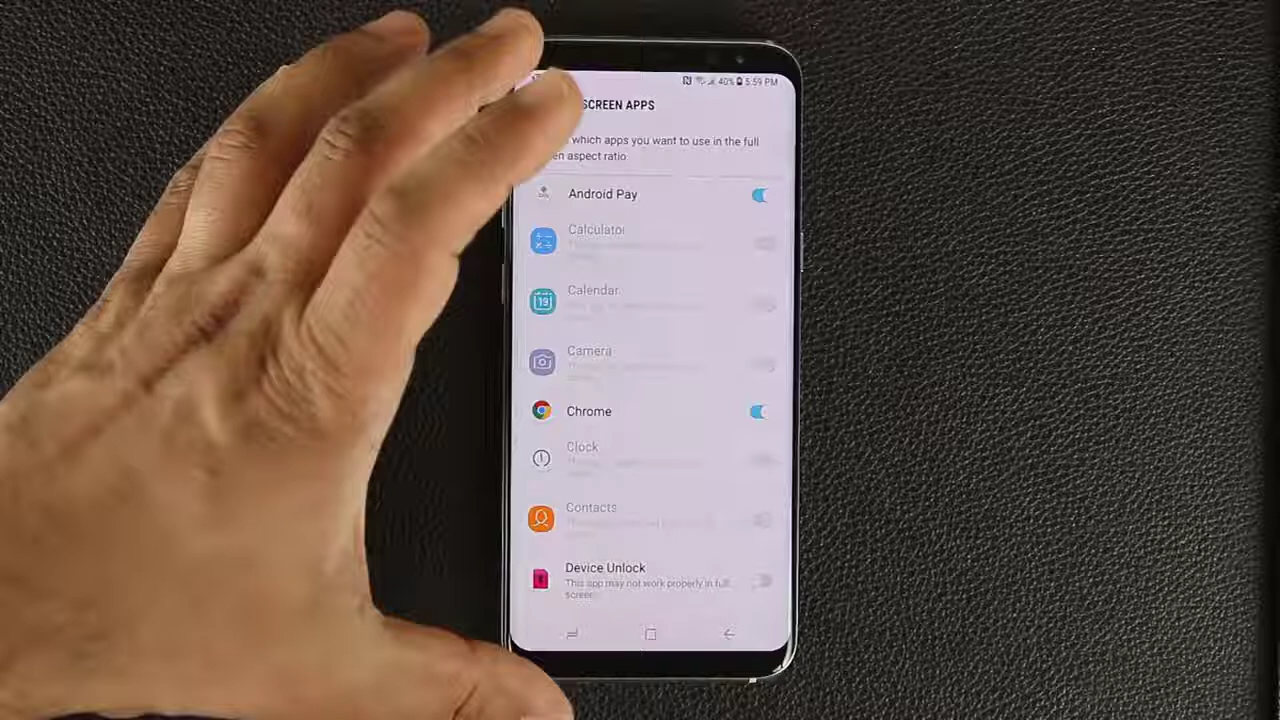 40% 5:59 PM
SCREEN APPS
which apps you want to use in the full
en aspect ratio
Android Pay
Calculator
Calendar
19
Camera
Chrome
Clock
Contacts
Device Unlock
This app may not work properly in full
screen.